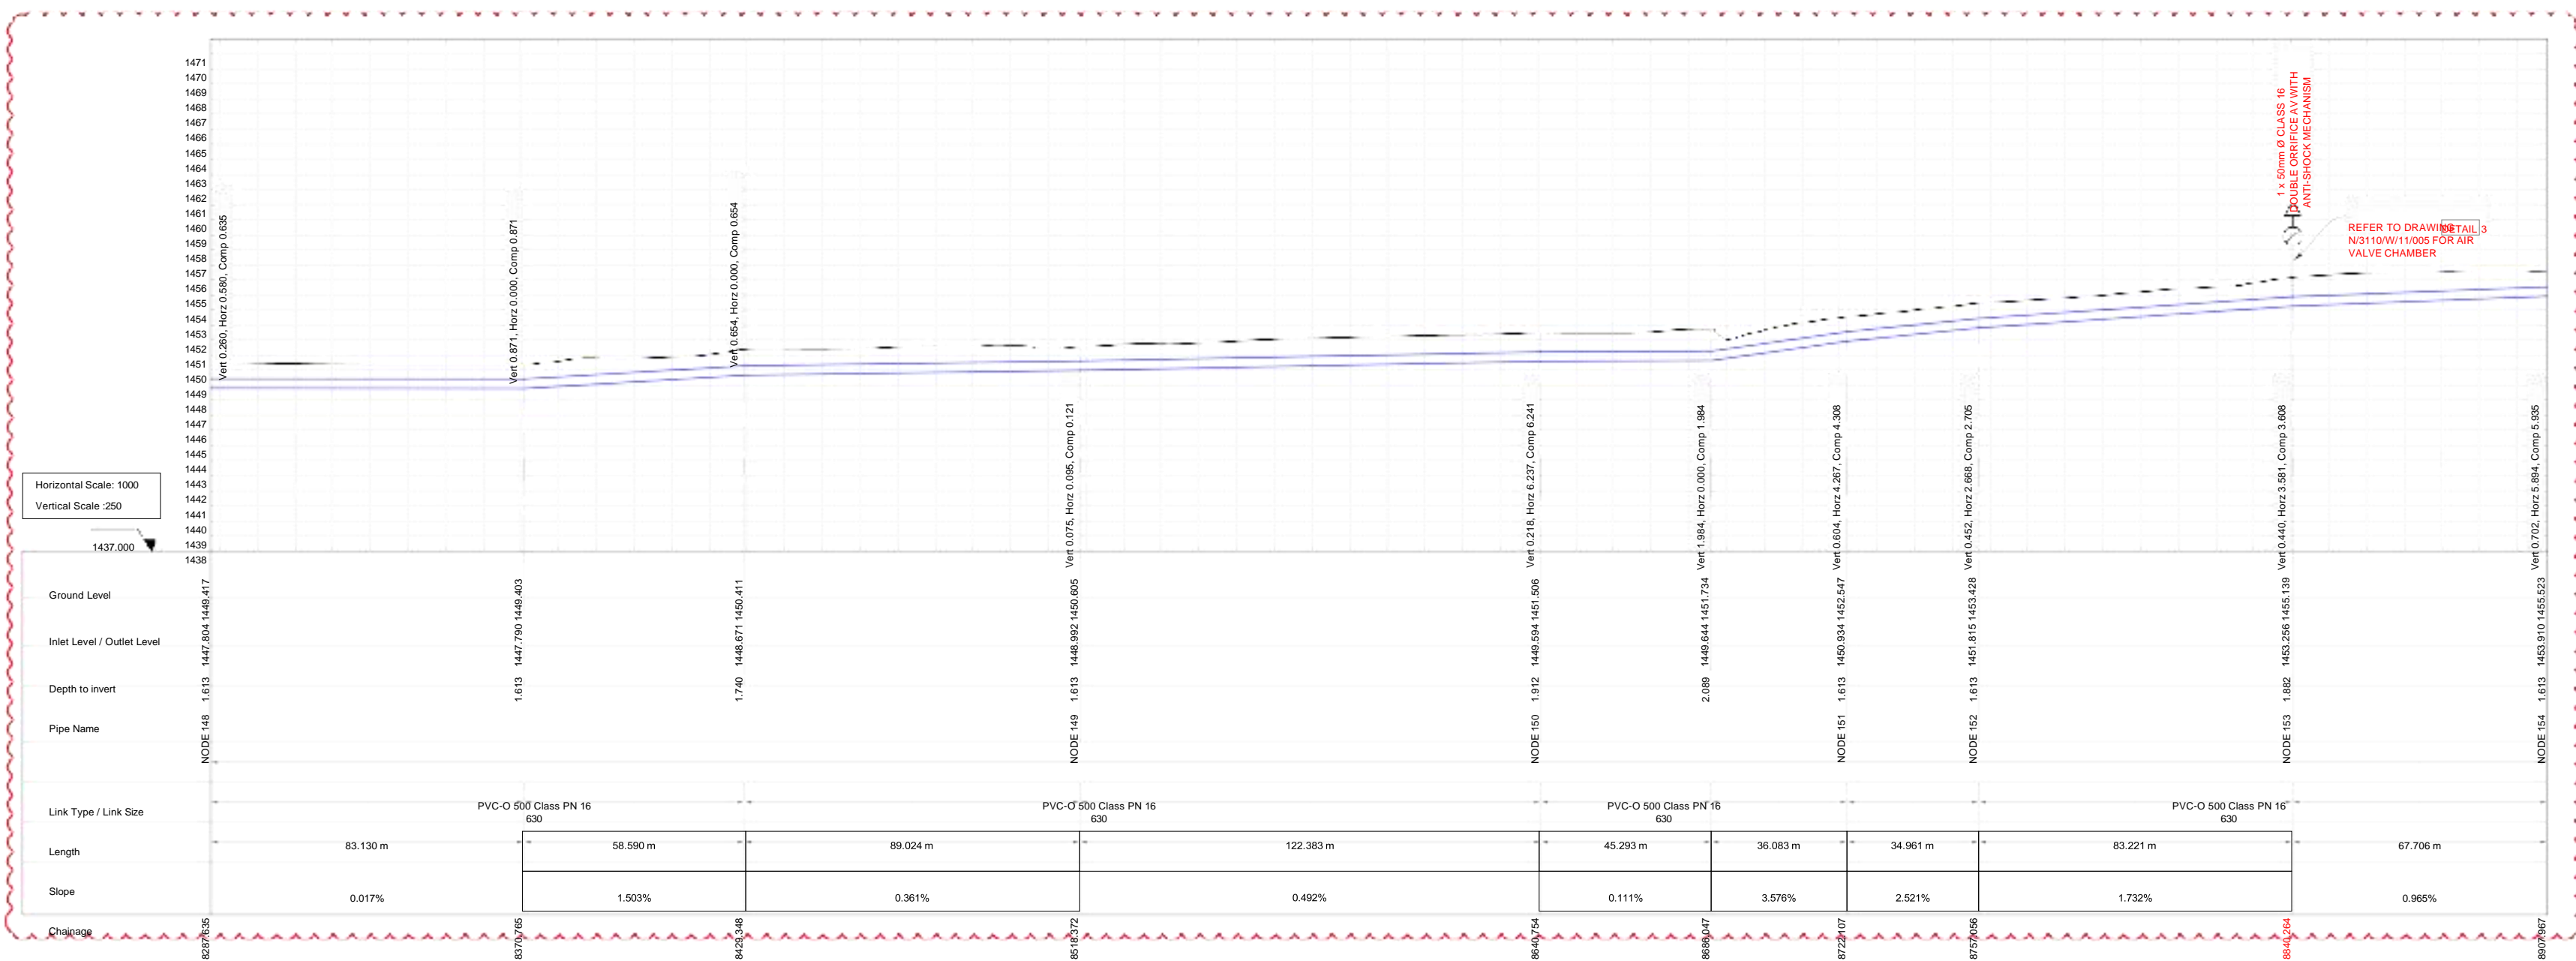 1471
1470
1469
1468
1467
1466
1465
1464
1463
1462
1461
1460
1459
1458
1457
1456
1455
1454
1453
1452
1451
1450
1449
1448
1447
1446
1445
1444
1443
1442
1441
1440
1439
1438
Horizontal Scale: 1000
Vertical Scale :250
1437.000
Vert 0.260, Horz 0.580, Comp 0.635
Vert 0.871, Horz 0.000, Comp 0.871
Vert 0.654, Horz 0.000, Comp 0.654
Vert 0.075, Horz 0.095, Comp 0.121
Vert 0.218, Horz 6.237, Comp 6.241
Vert 1.984, Horz 0.000, Comp 1.984
Vert 0.604, Horz 4.267, Comp 4.308
Vert 0.452, Horz 2.668, Comp 2.705
Vert 0.440, Horz 3.581, Comp 3.608
Vert 0.702, Horz 5.894, Comp 5.935
1 x 50mm Ø CLASS 16
DOUBLE ORRIFICE AV WITH
ANTI-SHOCK MECHANISM
REFER TO DRAWING
DETAIL 3
N/3110/W/11/005 FOR AIR
VALVE CHAMBER
Ground Level
1449.417
1449.403
1450.411
1450.605
1451.506
1451.734
1452.547
1453.428
1455.139
1455.523
Inlet Level / Outlet Level
1447.804
1447.790
1448.671
1448.992
1449.594
1449.644
1450.934
1451.815
1453.256
1453.910
Depth to invert
1.613
1.613
1.740
1.613
1.912
2.089
1.613
1.613
1.882
1.613
Pipe Name
NODE 148
NODE 149
NODE 150
NODE 151
NODE 152
NODE 153
NODE 154
Link Type / Link Size
PVC-O 500 Class PN 16
630
PVC-O 500 Class PN 16
630
PVC-O 500 Class PN 16
630
PVC-O 500 Class PN 16
630
Length
83.130 m
58.590 m
89.024 m
122.383 m
45.293 m
36.083 m
34.961 m
83.221 m
67.706 m
Slope
0.017%
1.503%
0.361%
0.492%
0.111%
3.576%
2.521%
1.732%
0.965%
Chainage
8287.635
8370.765
8429.348
8518.372
8640.754
8686.047
8722.107
8757.056
8840.264
8907.967